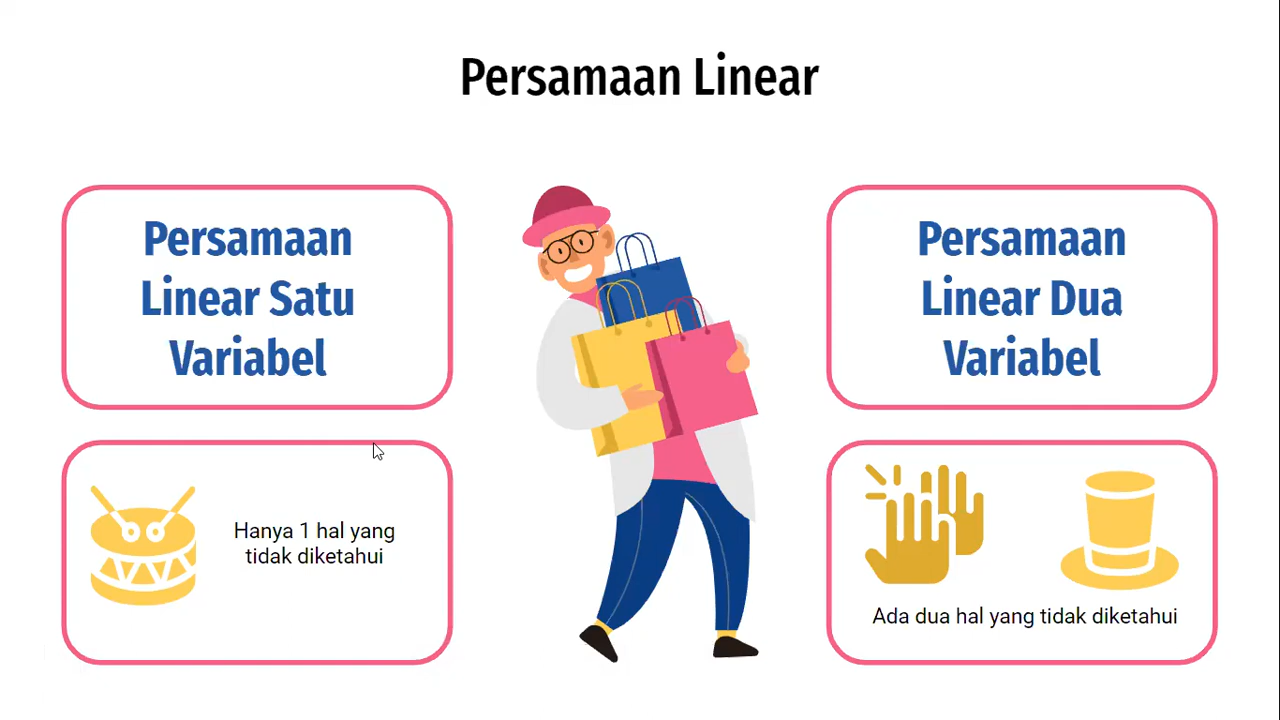 Persamaan Linear
Persamaan
Linear Satu
Variabel
Persamaan
Linear Dua
Variabel
Hanya 1 hal yang
tidak diketahui
Ada dua hal yang tidak diketahui